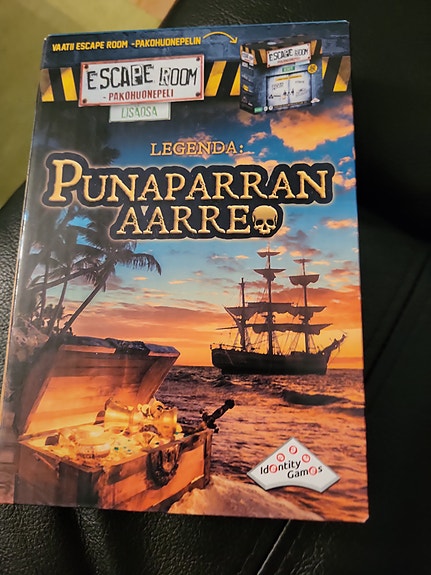 VAATII ESCAPE ROOM -PAKOHUONEPELIN
ESCAPE ROOM
- PAKOHUONEPELI -
LISÄOSA
ESCAPE ROOM
LEGENDA:
PUNAPARRAN
AARRE
Identity
Games